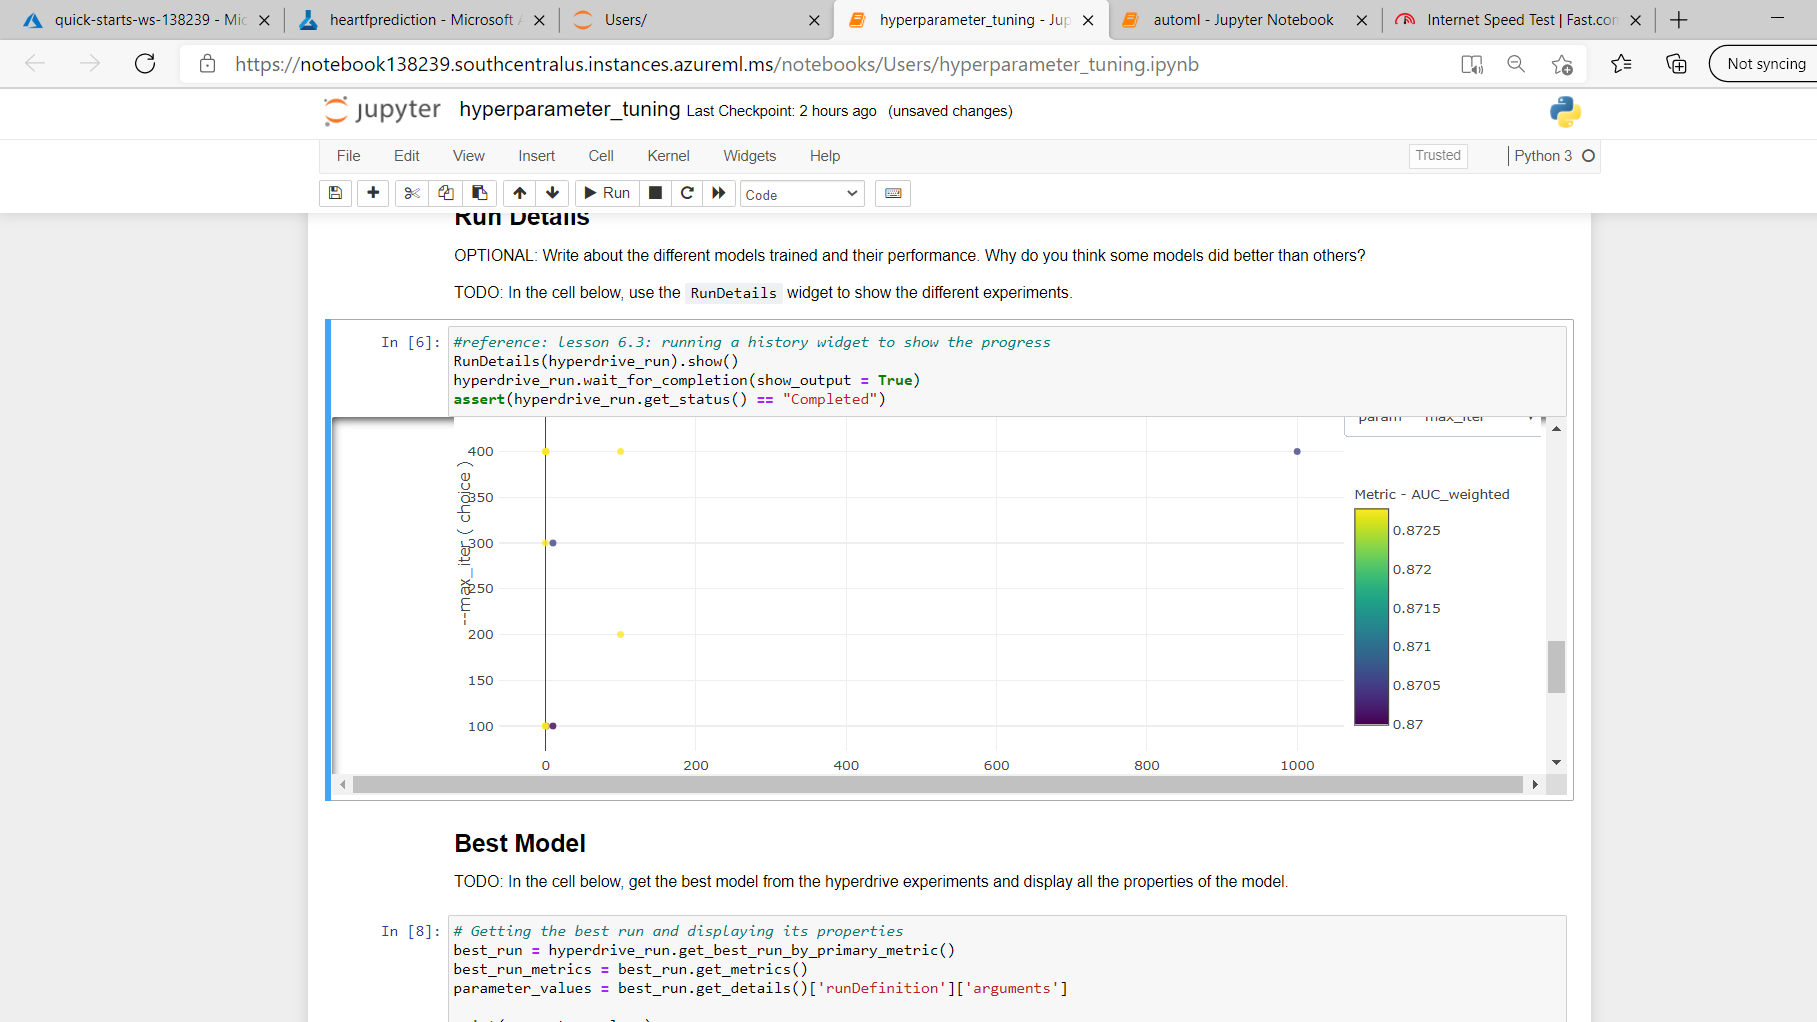 quick-starts-ws-138239 - Mic
heartfprediction - Microsoft A
Users/
hyperparameter_tuning - Jup
automl - Jupyter Notebook
Internet Speed Test | Fast.con
https://notebook138239.southcentralus.instances.azureml.ms/notebooks/Users/hyperparameter_tuning.ipynb
Not syncing
jupyter hyperparameter_tuning Last Checkpoint: 2 hours ago (unsaved changes)
File Edit View Insert Cell Kernel Widgets Help
Trusted
Python 3
Run
Code
Run Details
OPTIONAL: Write about the different models trained and their performance. Why do you think some models did better than others?
TODO: In the cell below, use the RunDetails widget to show the different experiments.
In [6]:
#reference: lesson 6.3: running a history widget to show the progress
RunDetails(hyperdrive_run).show()
hyperdrive_run.wait_for_completion(show_output = True)
assert(hyperdrive_run.get_status() == "Completed")
param max_iter
--max_iter ( choice )
400
350
300
250
200
150
100
0 200 400 600 800 1000
Metric - AUC_weighted
0.8725
0.872
0.8715
0.871
0.8705
0.87
Best Model
TODO: In the cell below, get the best model from the hyperdrive experiments and display all the properties of the model.
In [8]:
# Getting the best run and displaying its properties
best_run = hyperdrive_run.get_best_run_by_primary_metric()
best_run_metrics = best_run.get_metrics()
parameter_values = best_run.get_details()['runDefinition']['arguments']